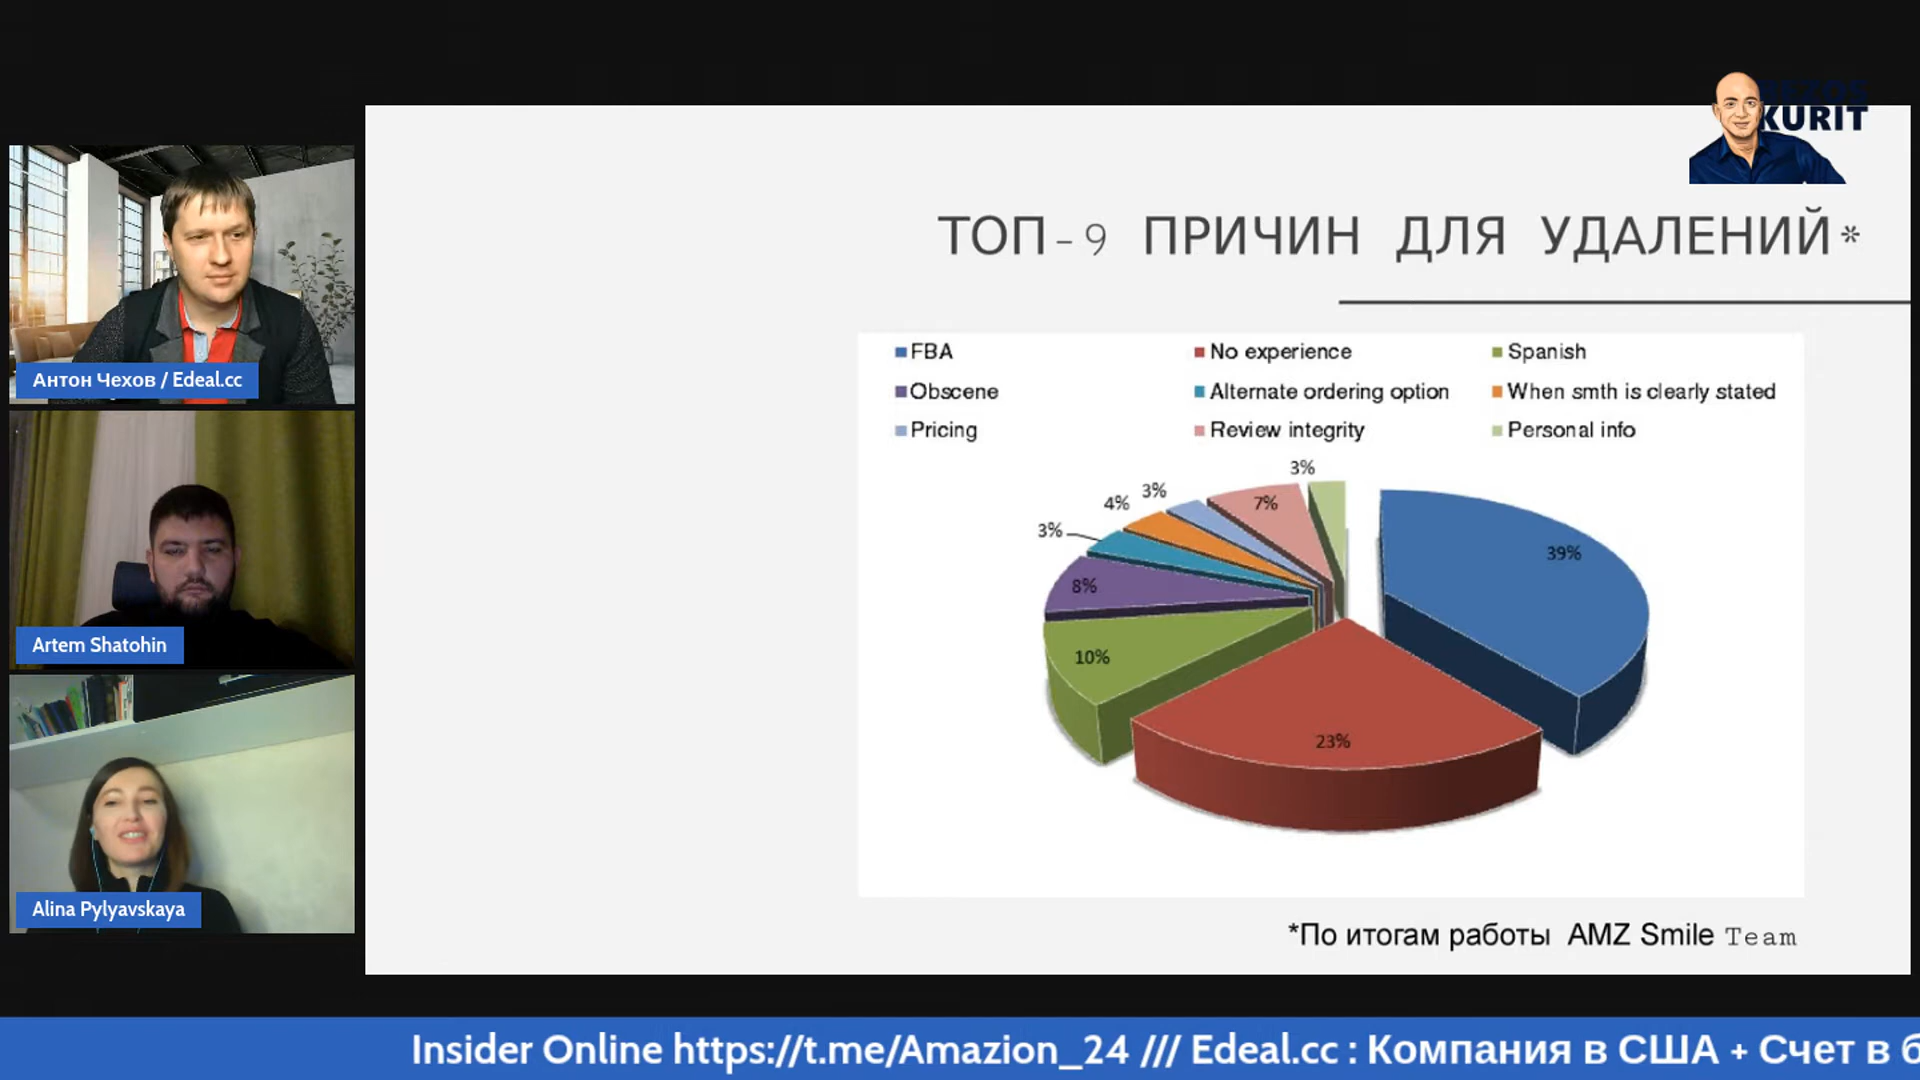 BEZOS
KURIT
ТОП-9 ПРИЧИН ДЛЯ УДАЛЕНИЙ*
FBA
No experience
Spanish
Obscene
Alternate ordering option
When smth is clearly stated
Pricing
Review integrity
Personal info
3%
7%
3%
4%
3%
39%
8%
10%
23%
*По итогам работы AMZ Smile Team
Антон Чехов / Edeal.cc
Artem Shatohin
Alina Pylyavskaya
Insider Online https://t.me/Amazion_24 /// Edeal.cc : Компания в США + Счет в